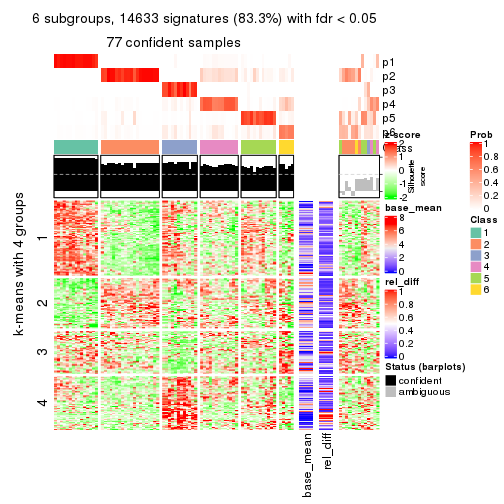 6 subgroups, 14633 signatures (83.3%) with fdr < 0.05
77 confident samples
p1
p2
p3
p4
p5
p6
Class
Silhouette
score
k-means with 4 groups
1
2
3
4
base_mean
rel_diff
z-score
2
1
0
-1
-2
base_mean
8
6
4
2
0
rel_diff
1
0.8
0.6
0.4
0.2
0
Status (barplots)
confident
ambiguous
Prob
1
0.8
0.6
0.4
0.2
0
Class
1
2
3
4
5
6